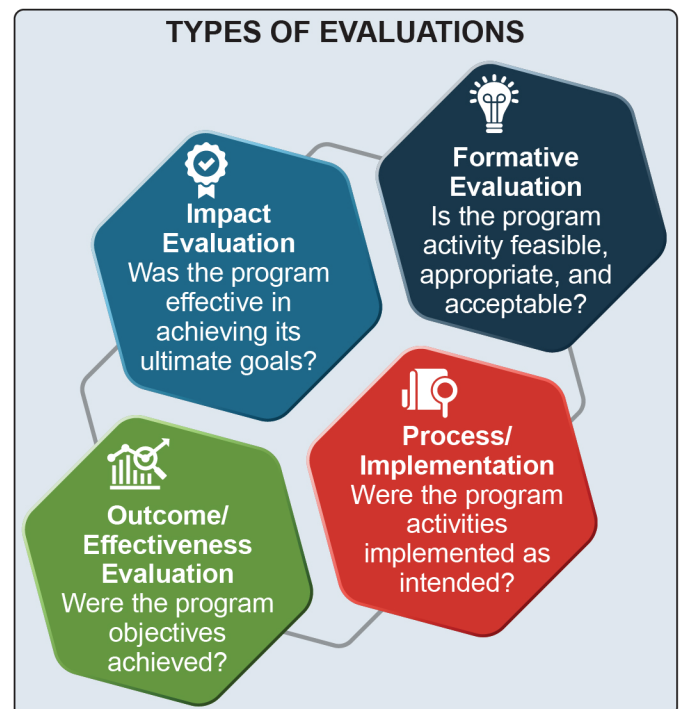 TYPES OF EVALUATIONS
Formative
Evaluation
Is the program
activity feasible,
appropriate, and
acceptable?
Impact
Evaluation
Was the program
effective in
achieving its
ultimate goals?
Process/
Implementation
Were the program
activities
implemented as
intended?
Outcome/
Effectiveness
Evaluation
Were the program
objectives
achieved?